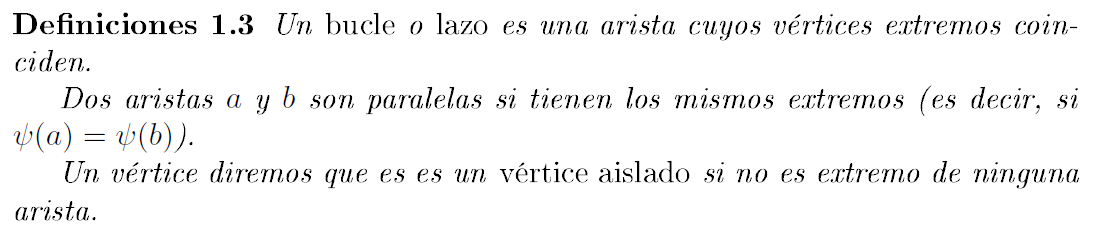 Definiciones 1.3 Un bucle o lazo es una arista cuyos vértices extremos coin-
ciden.
Dos aristas a y b son paralelas si tienen los mismos extremos (es decir, si
ψ(a) = ψ(b)).
Un vértice diremos que es es un vértice aislado si no es extremo de ninguna
arista.